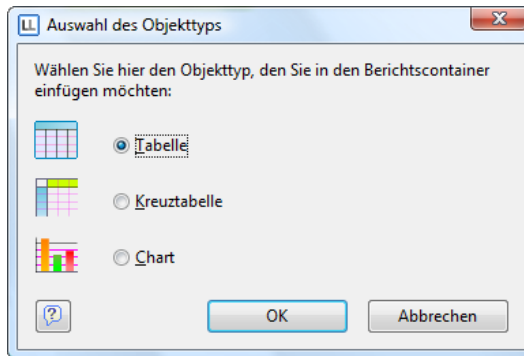 LL Auswahl des Objekttyps
Wählen Sie hier den Objekttyp, den Sie in den Berichtscontainer
einfügen möchten:
Tabelle
Kreuztabelle
Chart
? OK Abbrechen